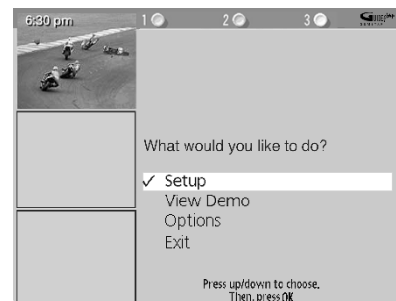 6:30 pm 1 2 3 GUIDE
What would you like to do?
✓ Setup
View Demo
Options
Exit
Press up/down to choose.
Then, press OK